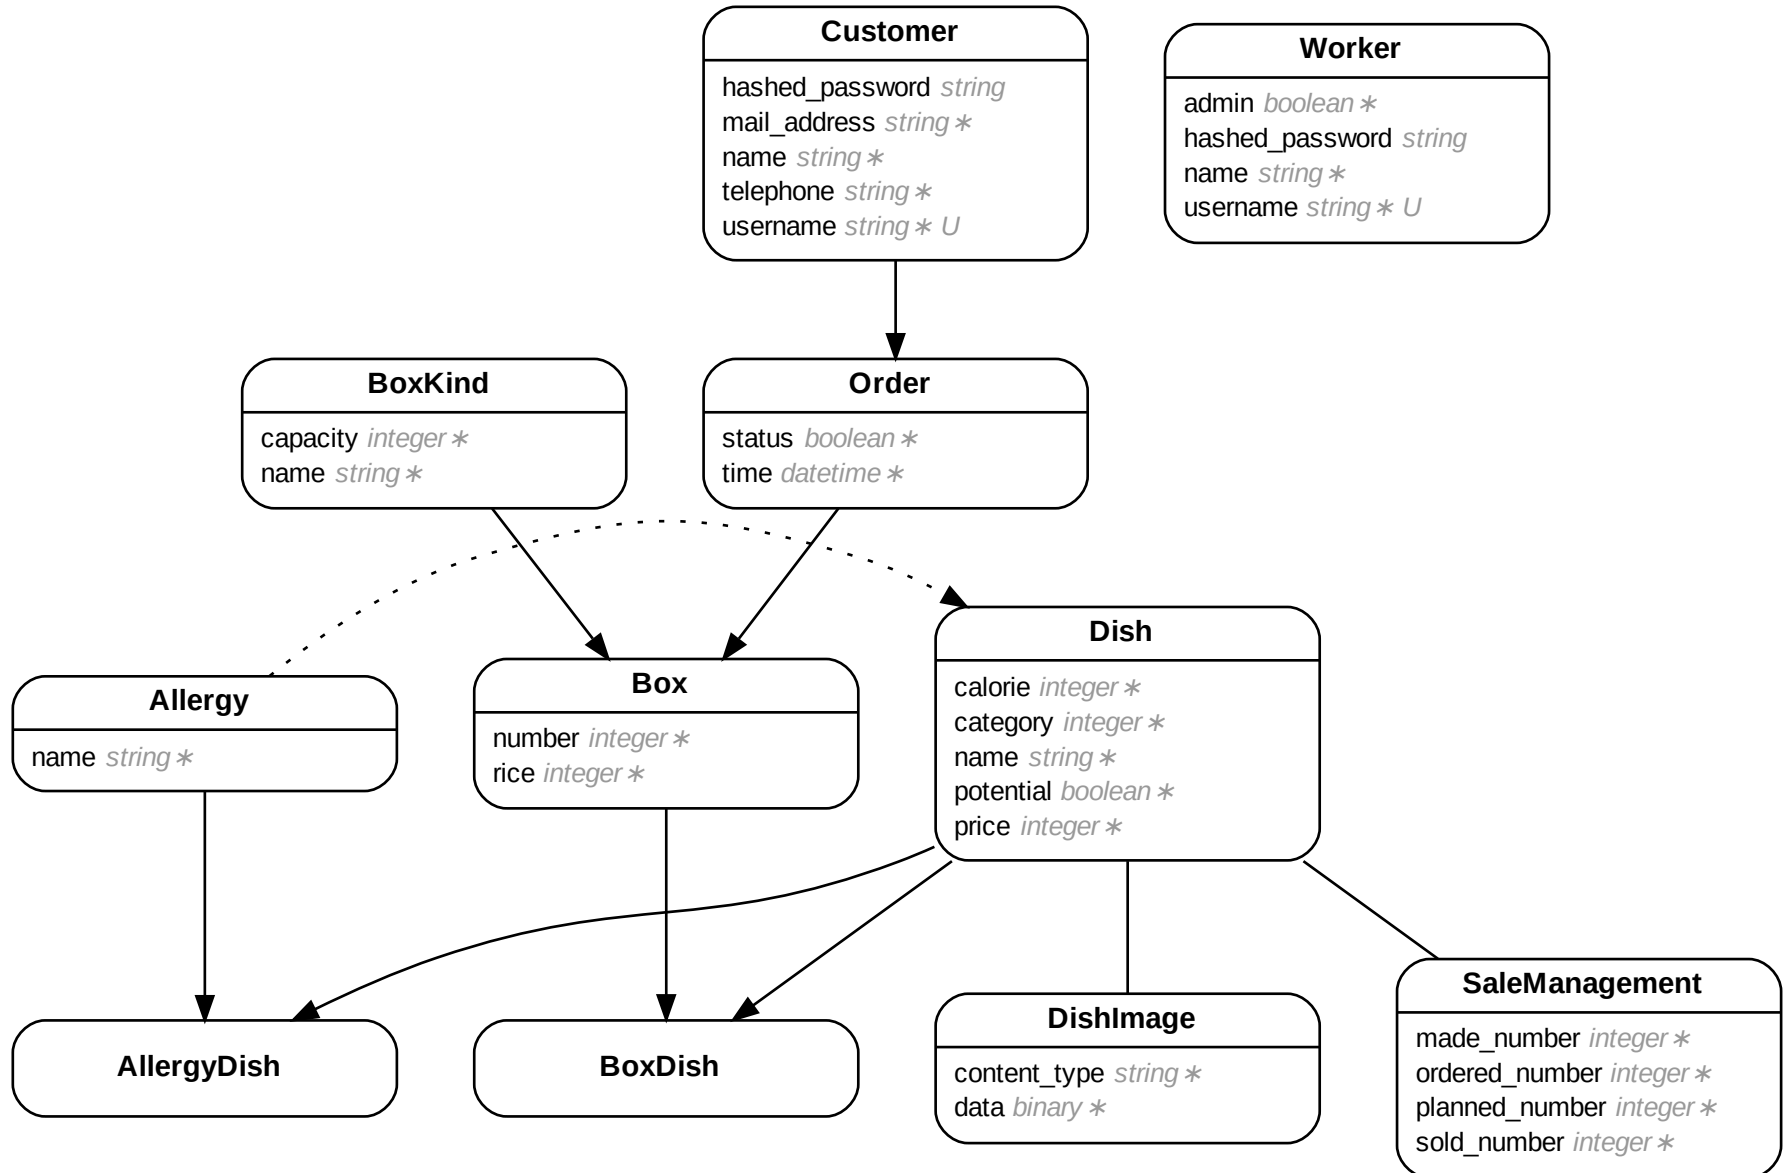 Customer
hashed_password string
mail_address string∗
name string∗
telephone string∗
username string∗ U
Worker
admin boolean∗
hashed_password string
name string∗
username string∗ U
BoxKind
capacity integer∗
name string∗
Order
status boolean∗
time datetime∗
Allergy
name string∗
Box
number integer∗
rice integer∗
Dish
calorie integer∗
category integer∗
name string∗
potential boolean∗
price integer∗
AllergyDish
BoxDish
DishImage
content_type string∗
data binary∗
SaleManagement
made_number integer∗
ordered_number integer∗
planned_number integer∗
sold_number integer∗